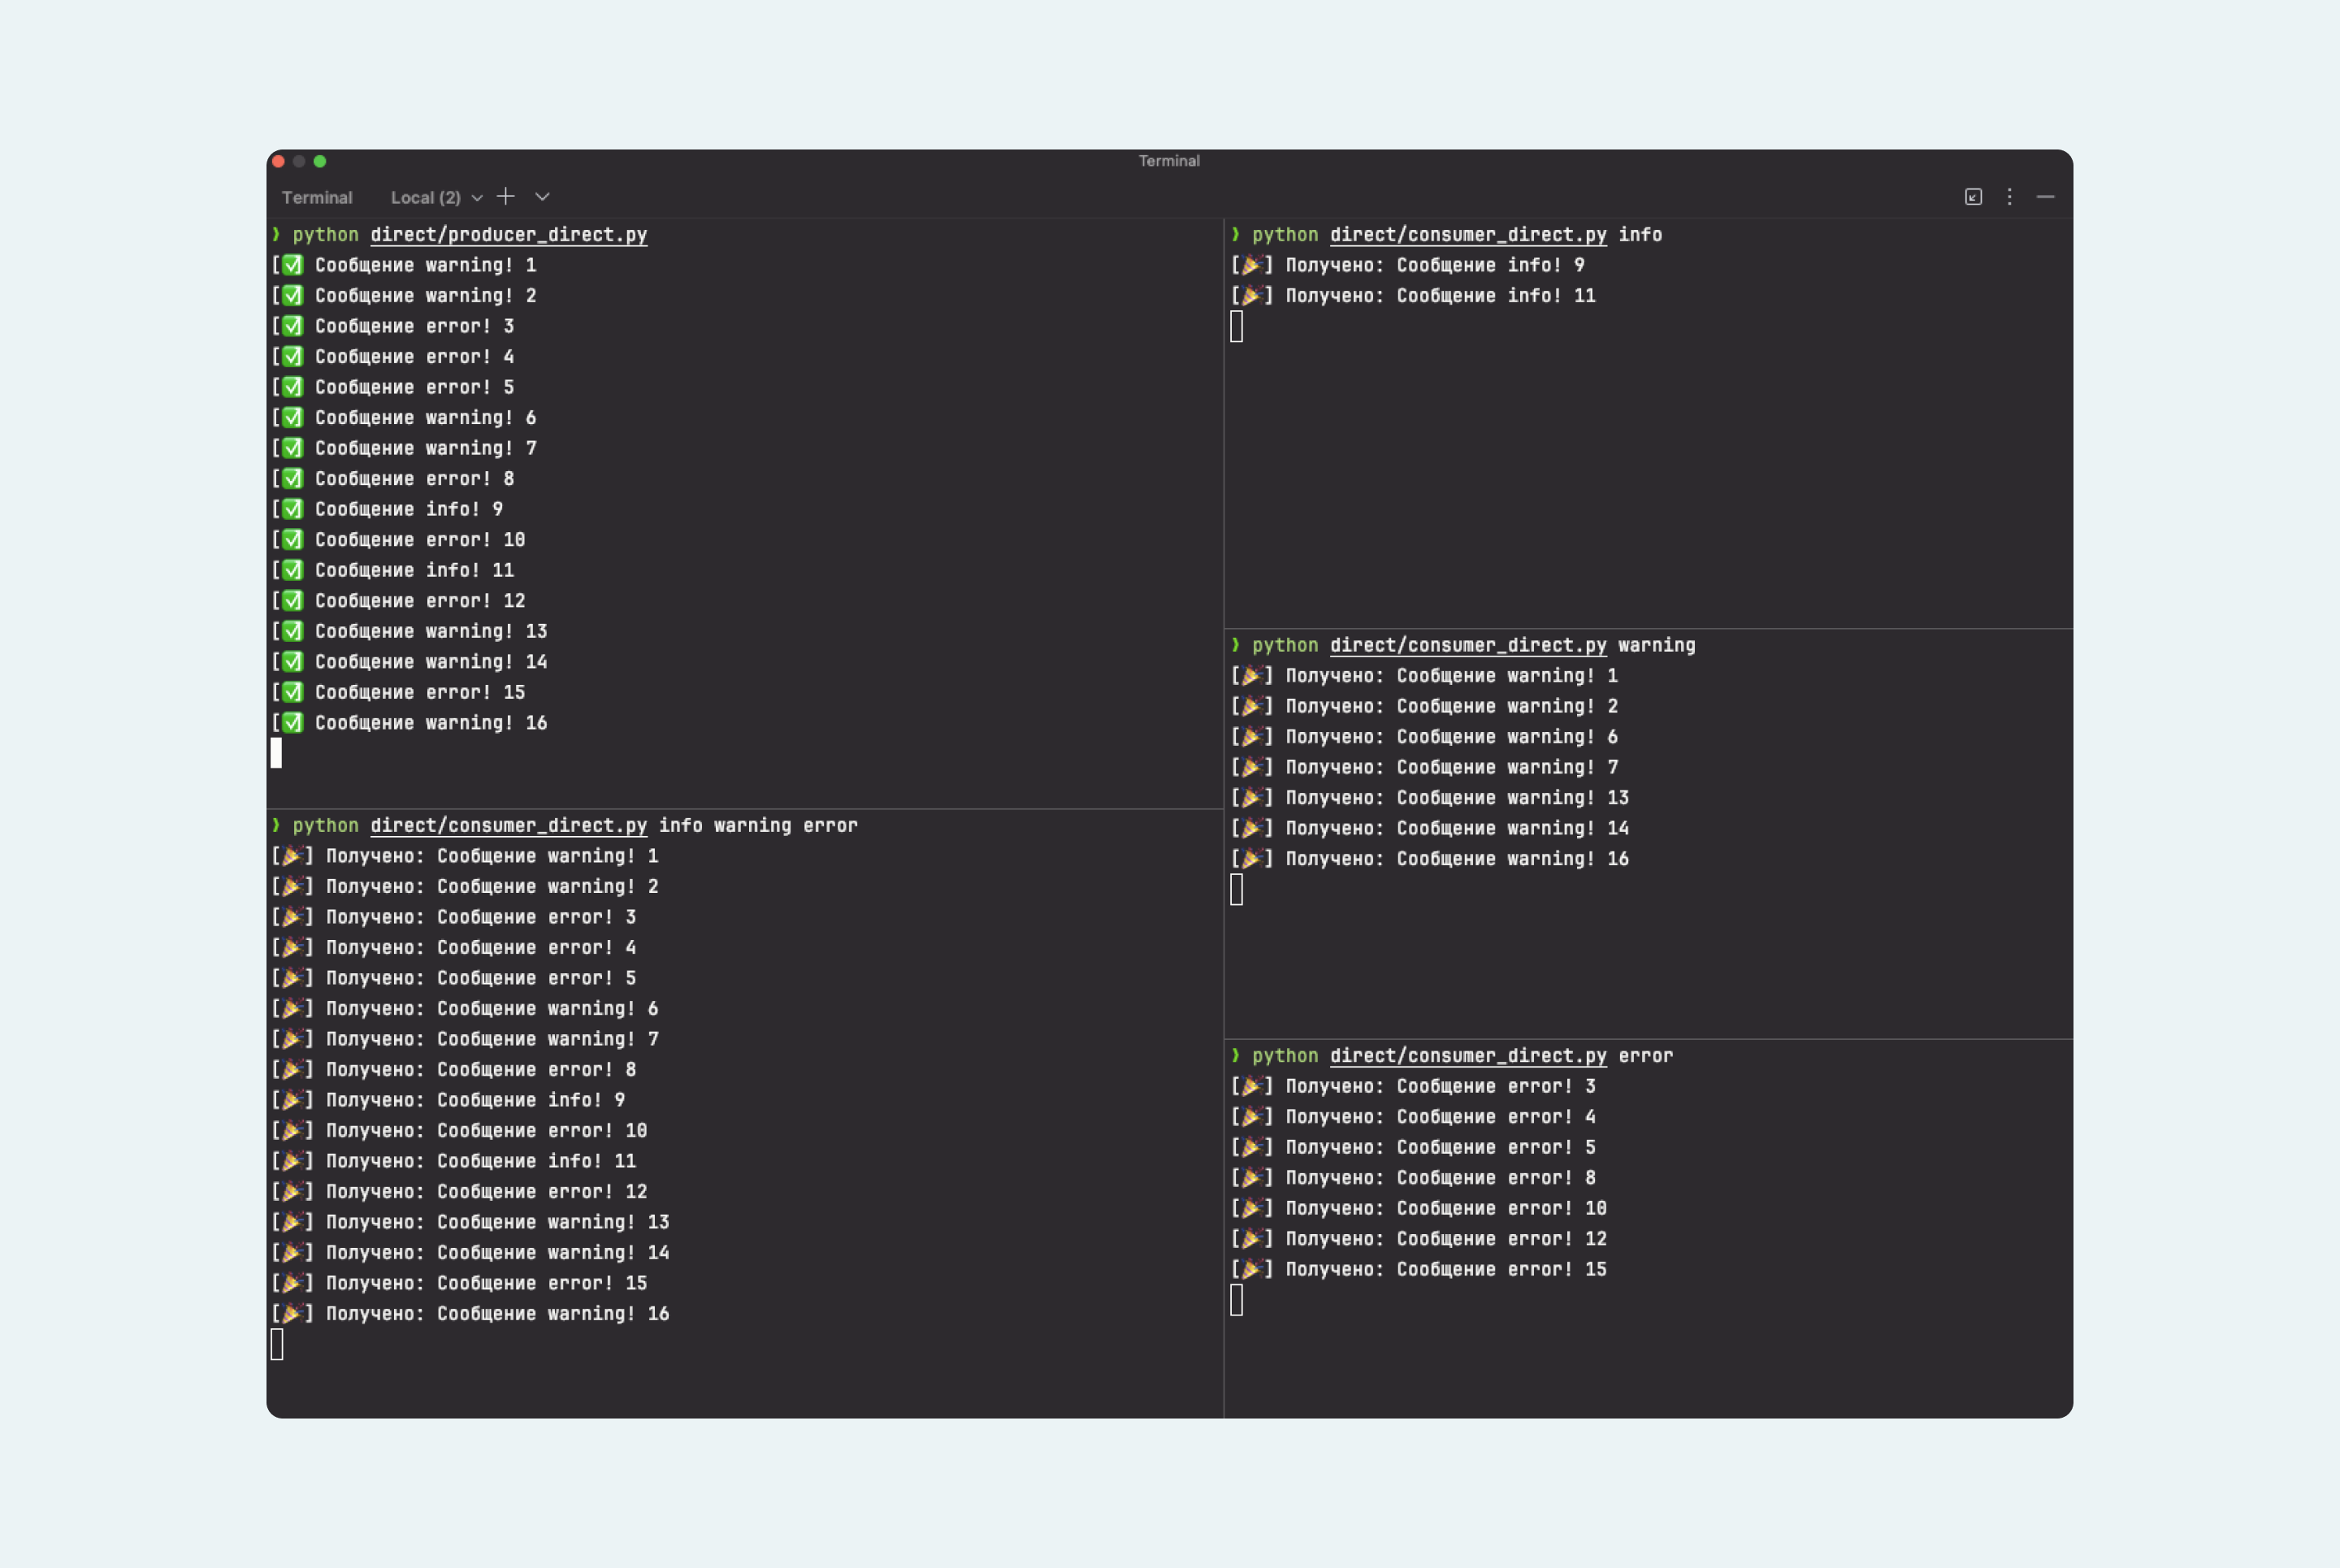 Terminal
Terminal Local (2)
❱ python direct/producer_direct.py
[✅] Сообщение warning! 1
[✅] Сообщение warning! 2
[✅] Сообщение error! 3
[✅] Сообщение error! 4
[✅] Сообщение error! 5
[✅] Сообщение warning! 6
[✅] Сообщение warning! 7
[✅] Сообщение error! 8
[✅] Сообщение info! 9
[✅] Сообщение error! 10
[✅] Сообщение info! 11
[✅] Сообщение error! 12
[✅] Сообщение warning! 13
[✅] Сообщение warning! 14
[✅] Сообщение error! 15
[✅] Сообщение warning! 16
❱ python direct/consumer_direct.py info warning error
[🎉] Получено: Сообщение warning! 1
[🎉] Получено: Сообщение warning! 2
[🎉] Получено: Сообщение error! 3
[🎉] Получено: Сообщение error! 4
[🎉] Получено: Сообщение error! 5
[🎉] Получено: Сообщение warning! 6
[🎉] Получено: Сообщение warning! 7
[🎉] Получено: Сообщение error! 8
[🎉] Получено: Сообщение info! 9
[🎉] Получено: Сообщение error! 10
[🎉] Получено: Сообщение info! 11
[🎉] Получено: Сообщение error! 12
[🎉] Получено: Сообщение warning! 13
[🎉] Получено: Сообщение warning! 14
[🎉] Получено: Сообщение error! 15
[🎉] Получено: Сообщение warning! 16
❱ python direct/consumer_direct.py info
[🎉] Получено: Сообщение info! 9
[🎉] Получено: Сообщение info! 11
❱ python direct/consumer_direct.py warning
[🎉] Получено: Сообщение warning! 1
[🎉] Получено: Сообщение warning! 2
[🎉] Получено: Сообщение warning! 6
[🎉] Получено: Сообщение warning! 7
[🎉] Получено: Сообщение warning! 13
[🎉] Получено: Сообщение warning! 14
[🎉] Получено: Сообщение warning! 16
❱ python direct/consumer_direct.py error
[🎉] Получено: Сообщение error! 3
[🎉] Получено: Сообщение error! 4
[🎉] Получено: Сообщение error! 5
[🎉] Получено: Сообщение error! 8
[🎉] Получено: Сообщение error! 10
[🎉] Получено: Сообщение error! 12
[🎉] Получено: Сообщение error! 15